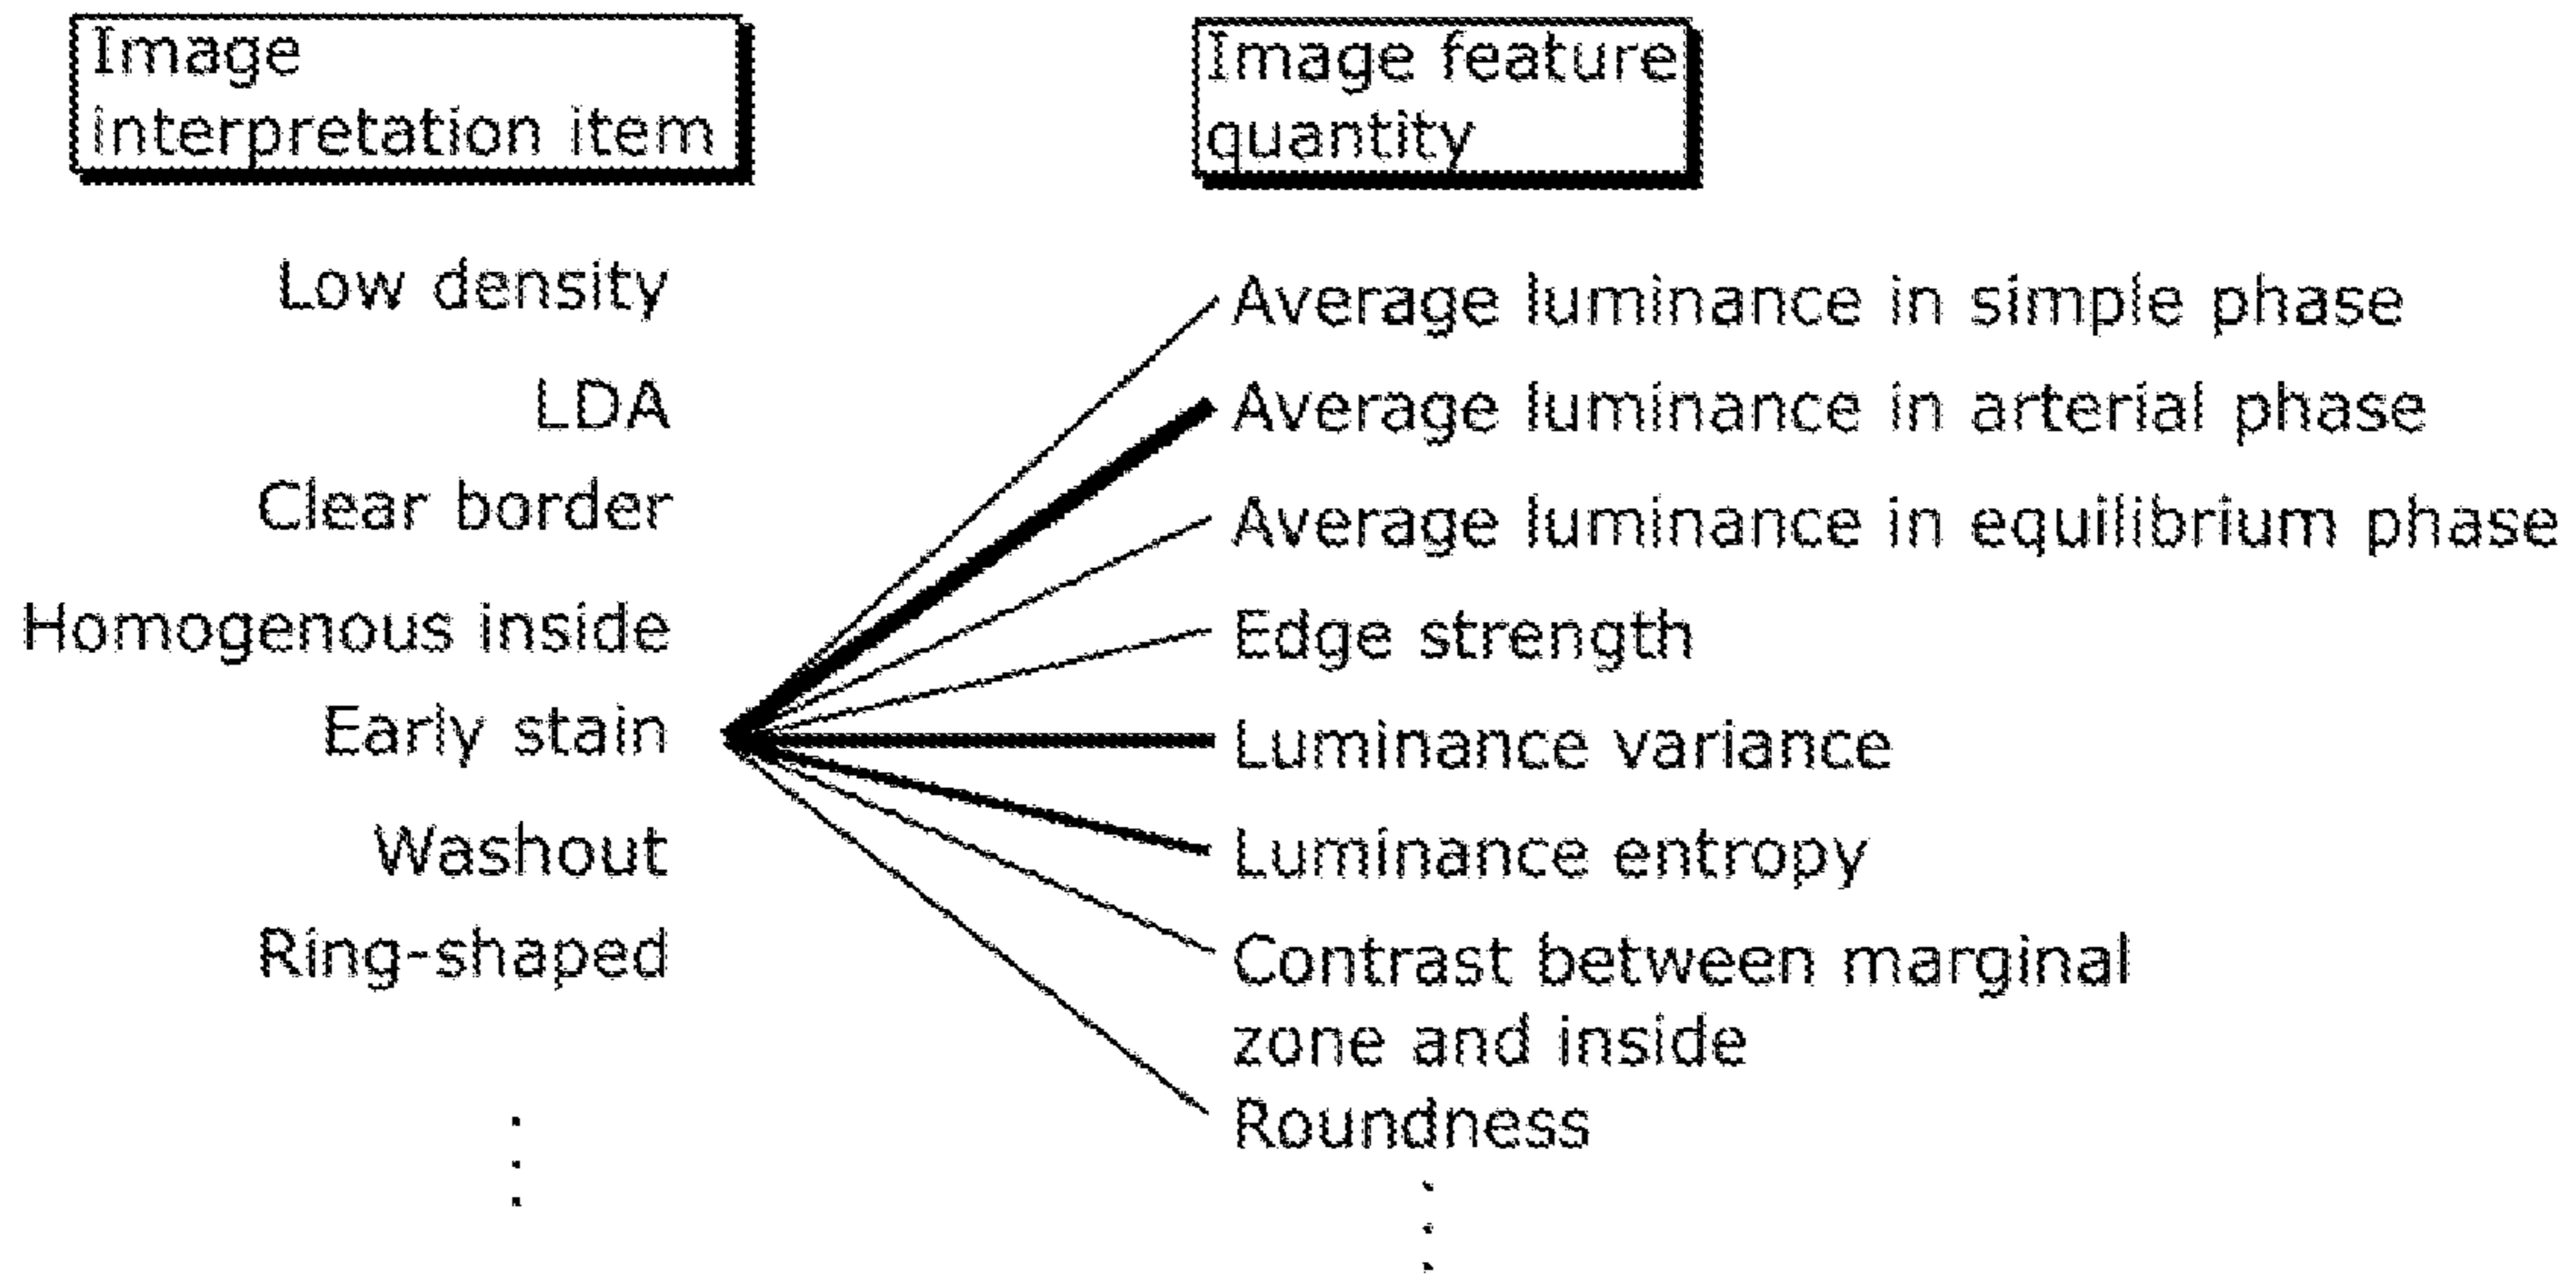 Image
interpretation item
Low density
LDA
Clear border
Homogenous inside
Early stain
Washout
Ring-shaped
Image feature
quantity
Average luminance in simple phase
Average luminance in arterial phase
Average luminance in equilibrium phase
Edge strength
Luminance variance
Luminance entropy
Contrast between marginal
zone and inside
Roundness